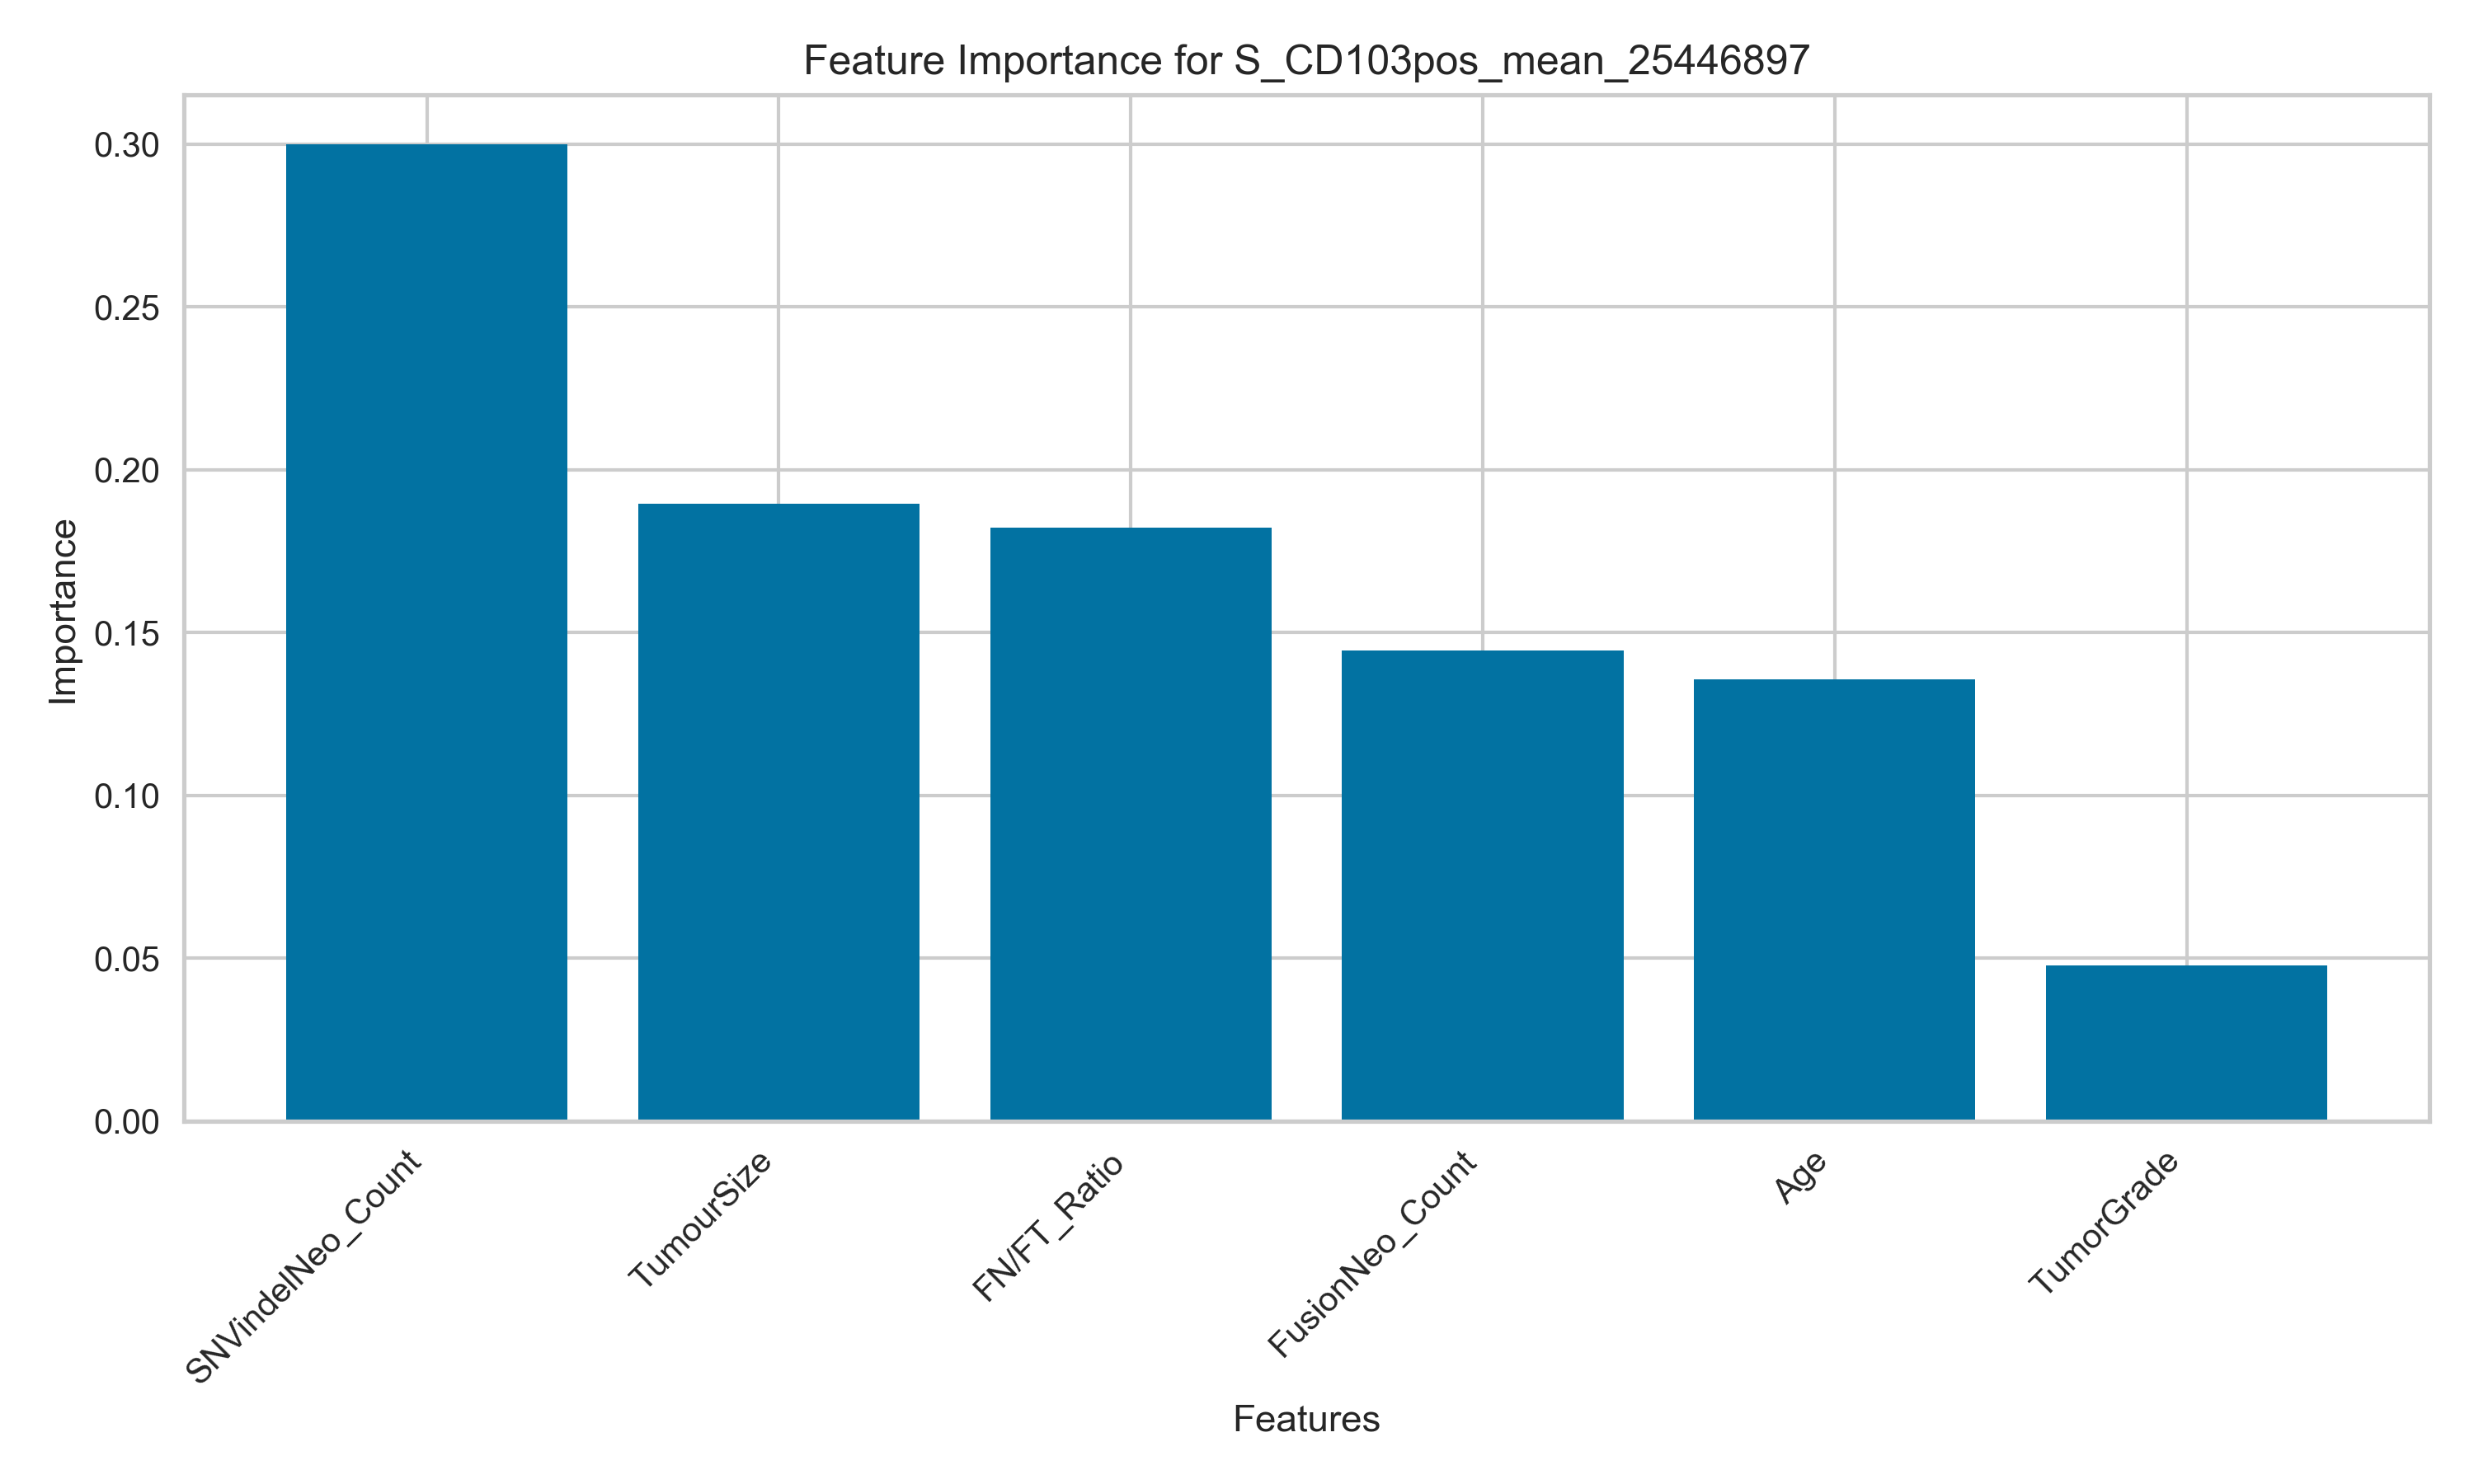 Feature Importance for S_CD103pos_mean_25446897
Importance
0.30
0.25
0.20
0.15
0.10
0.05
0.00
SNVindelNeo_Count
TumourSize
FN/FT_Ratio
FusionNeo_Count
Age
TumorGrade
Features